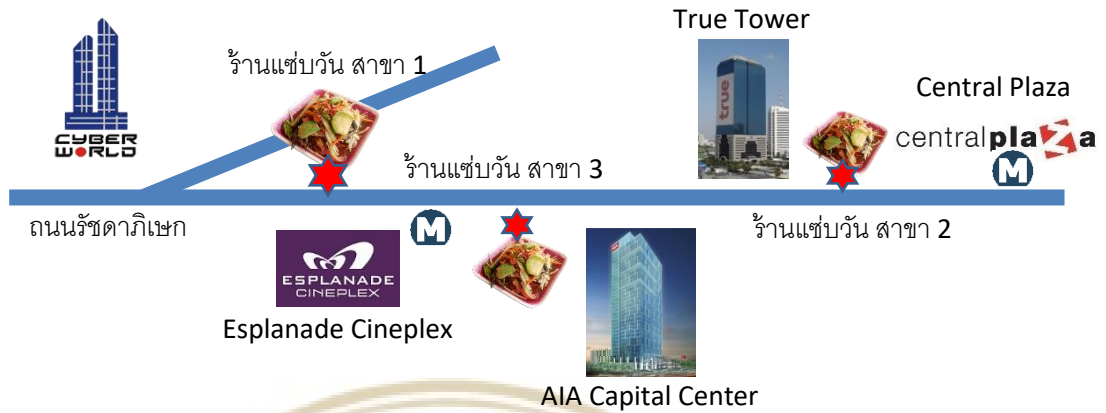 True Tower
ร้านแซ่บวัน สาขา 1
true
Central Plaza
CYBER
WORLD
centralplaza
M
ร้านแซ่บวัน สาขา 3
ถนนรัชดาภิเษก
M
ร้านแซ่บวัน สาขา 2
ESPLANADE
CINEPLEX
Esplanade Cineplex
AIA Capital Center